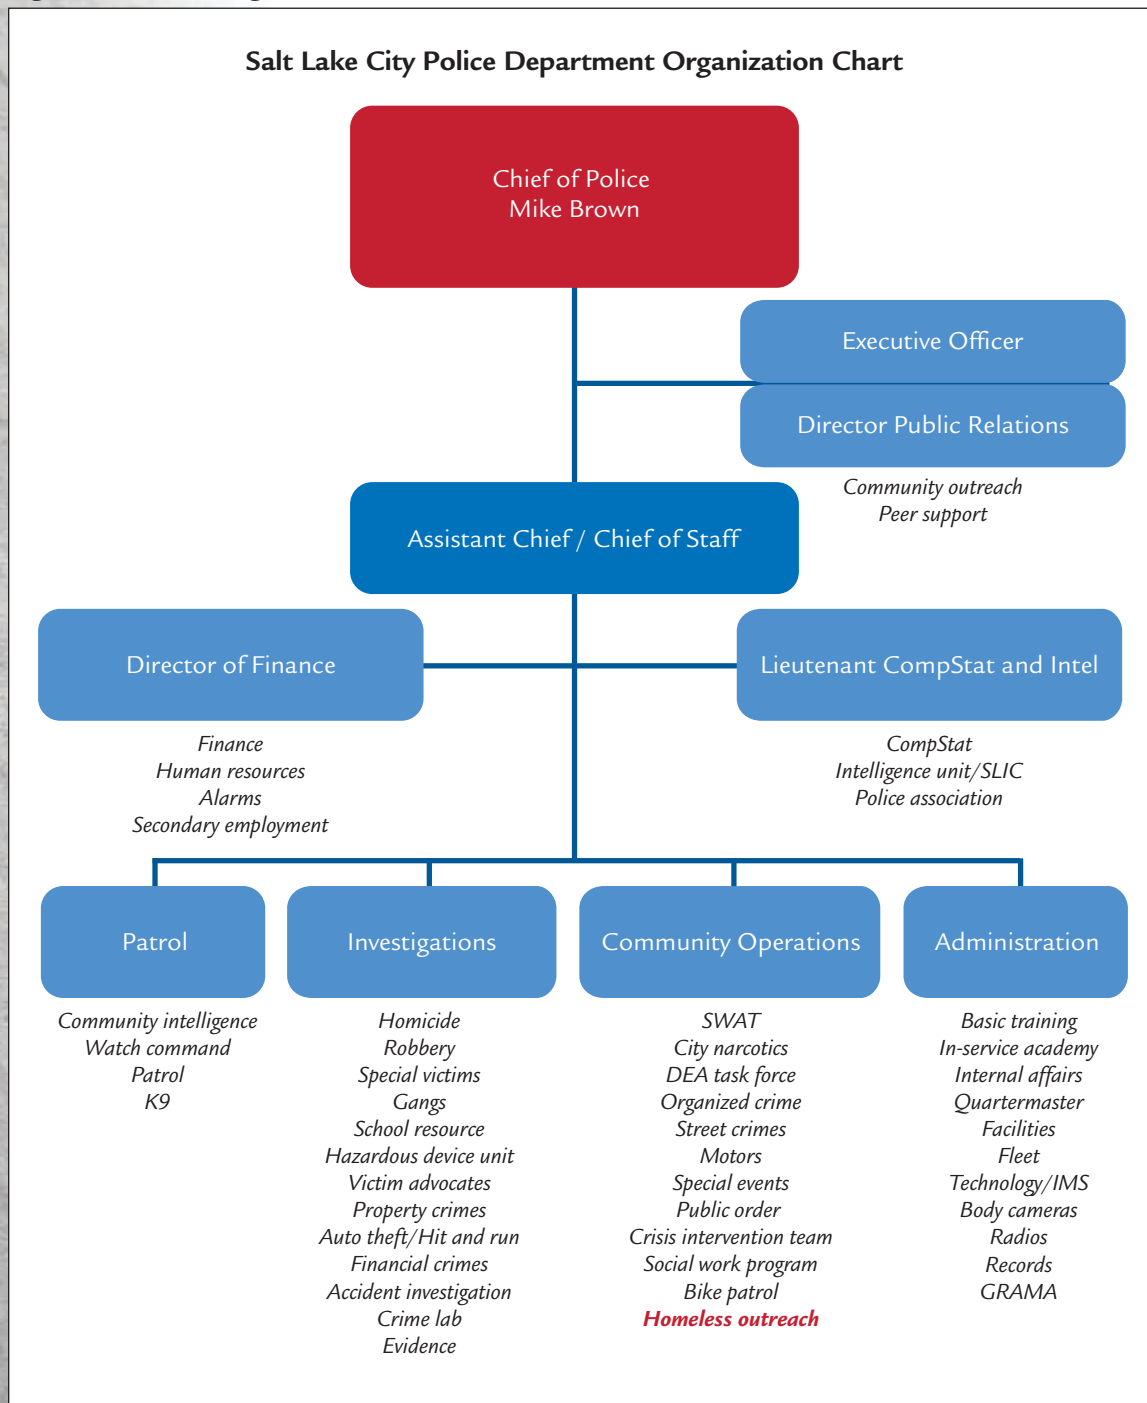 Salt Lake City Police Department Organization Chart
Chief of Police
Mike Brown
Executive Officer
Director Public Relations
Community outreach
Peer support
Assistant Chief / Chief of Staff
Director of Finance
Finance
Human resources
Alarms
Secondary employment
Lieutenant CompStat and Intel
CompStat
Intelligence unit/SLIC
Police association
Patrol
Community intelligence
Watch command
Patrol
K9
Investigations
Homicide
Robbery
Special victims
Gangs
School resource
Hazardous device unit
Victim advocates
Property crimes
Auto theft/Hit and run
Financial crimes
Accident investigation
Crime lab
Evidence
Community Operations
SWAT
City narcotics
DEA task force
Organized crime
Street crimes
Motors
Special events
Public order
Crisis intervention team
Social work program
Bike patrol
Homeless outreach
Administration
Basic training
In-service academy
Internal affairs
Quartermaster
Facilities
Fleet
Technology/IMS
Body cameras
Radios
Records
GRAMA